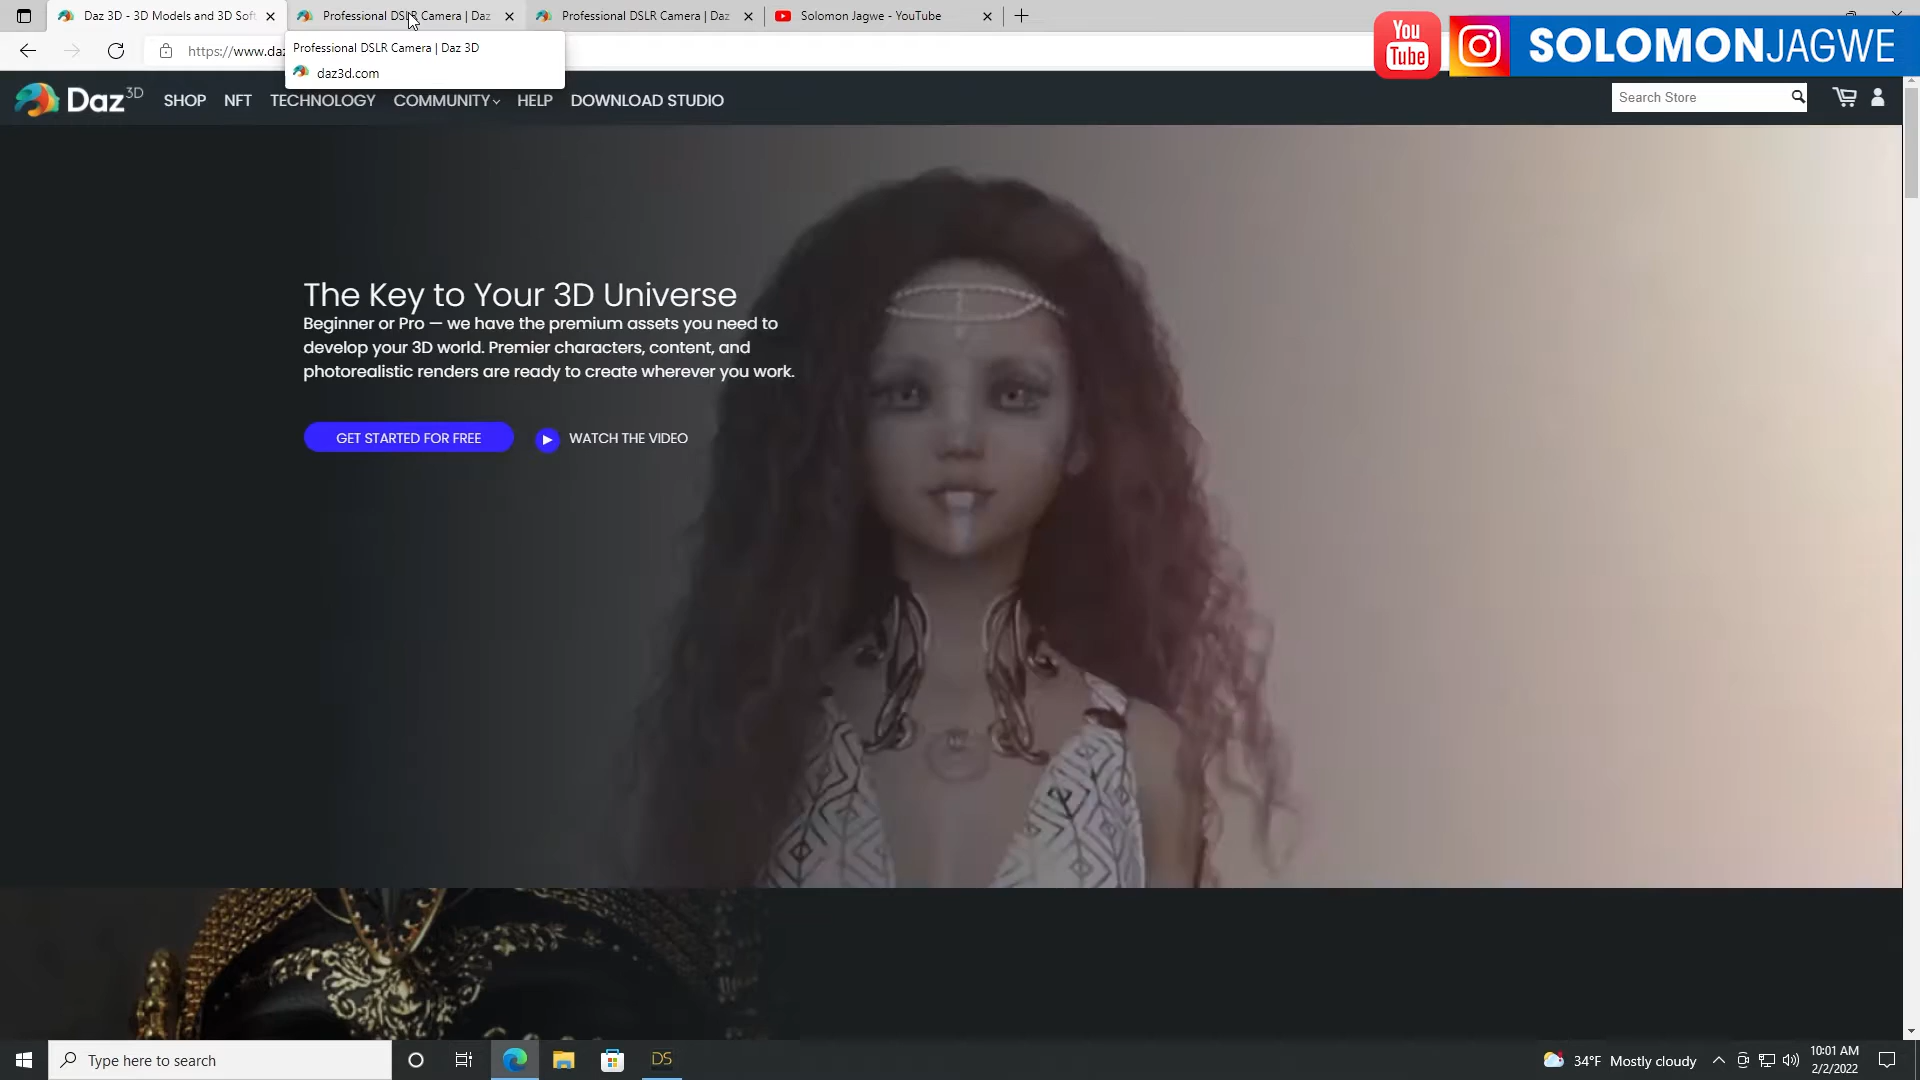 Daz 3D - 3D Models and 3D Soft
Professional DSLR Camera | Daz
Professional DSLR Camera | Daz
Solomon Jagwe - YouTube
https://www.daz
Professional DSLR Camera | Daz 3D
daz3d.com
You
Tube
SOLOMONJAGWE
Daz 3D
SHOP
NFT
TECHNOLOGY
COMMUNITY
HELP
DOWNLOAD STUDIO
Search Store
The Key to Your 3D Universe
Beginner or Pro — we have the premium assets you need to
develop your 3D world. Premier characters, content, and
photorealistic renders are ready to create wherever you work.
GET STARTED FOR FREE
WATCH THE VIDEO
Type here to search
DS
34°F Mostly cloudy
10:01 AM
2/2/2022